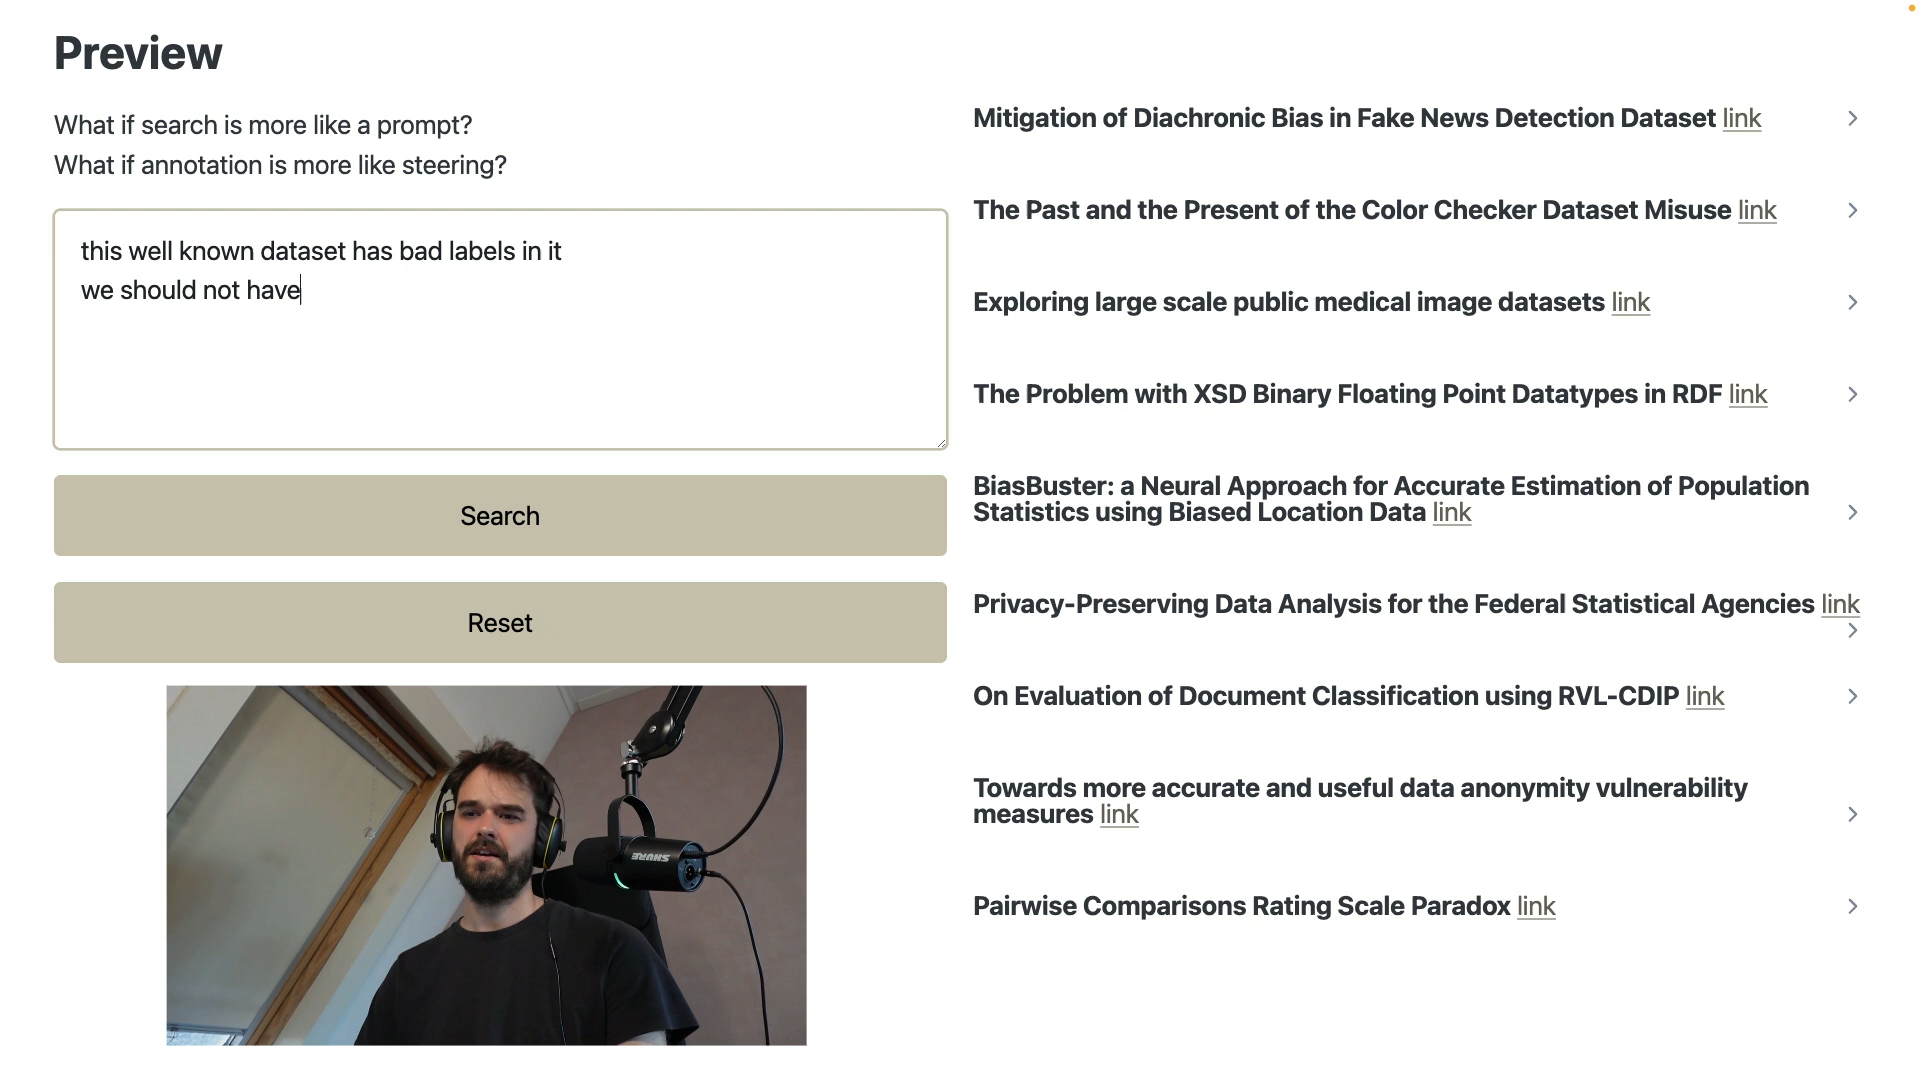 Preview
What if search is more like a prompt?
What if annotation is more like steering?
this well known dataset has bad labels in it
we should not have
Search
Reset
SHURE
Mitigation of Diachronic Bias in Fake News Detection Dataset link
The Past and the Present of the Color Checker Dataset Misuse link
Exploring large scale public medical image datasets link
The Problem with XSD Binary Floating Point Datatypes in RDF link
BiasBuster: a Neural Approach for Accurate Estimation of Population
Statistics using Biased Location Data link
Privacy-Preserving Data Analysis for the Federal Statistical Agencies link
On Evaluation of Document Classification using RVL-CDIP link
Towards more accurate and useful data anonymity vulnerability
measures link
Pairwise Comparisons Rating Scale Paradox link